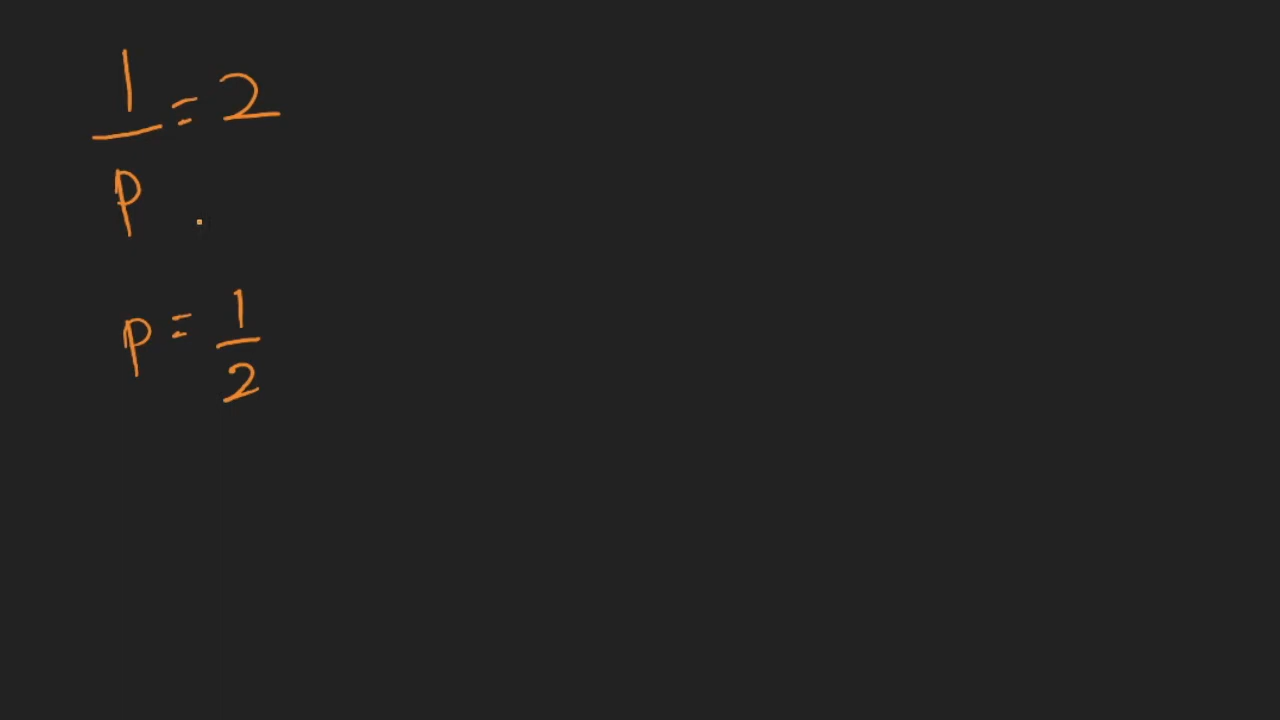 1/p = 2
p = 1/2